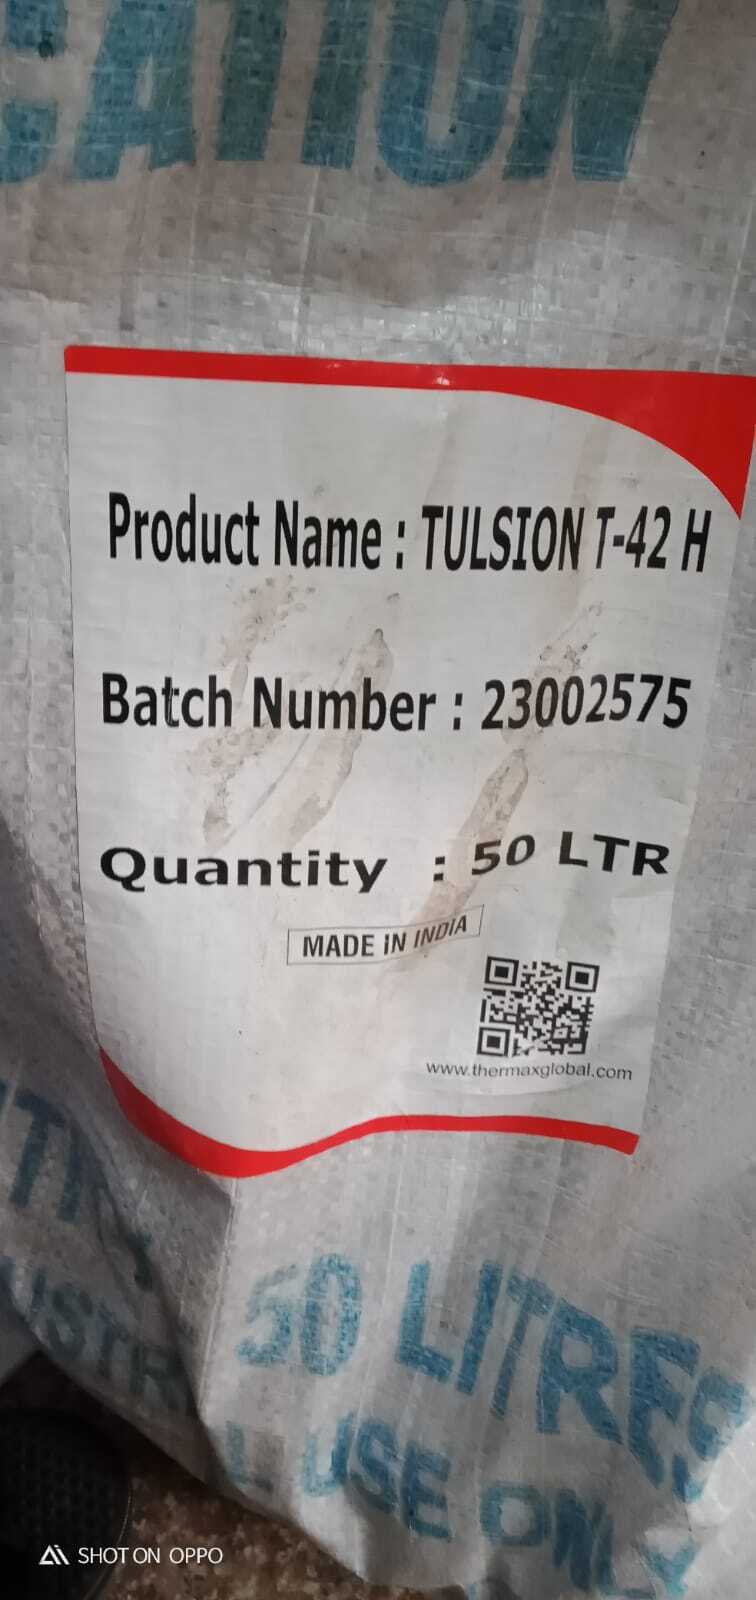 CATION
Product Name : TULSION T-42 H
Batch Number : 23002575
Quantity : 50 LTR
MADE IN INDIA
www.thermaxglobal.com
50 LITRES
USE ONLY
SHOT ON OPPO